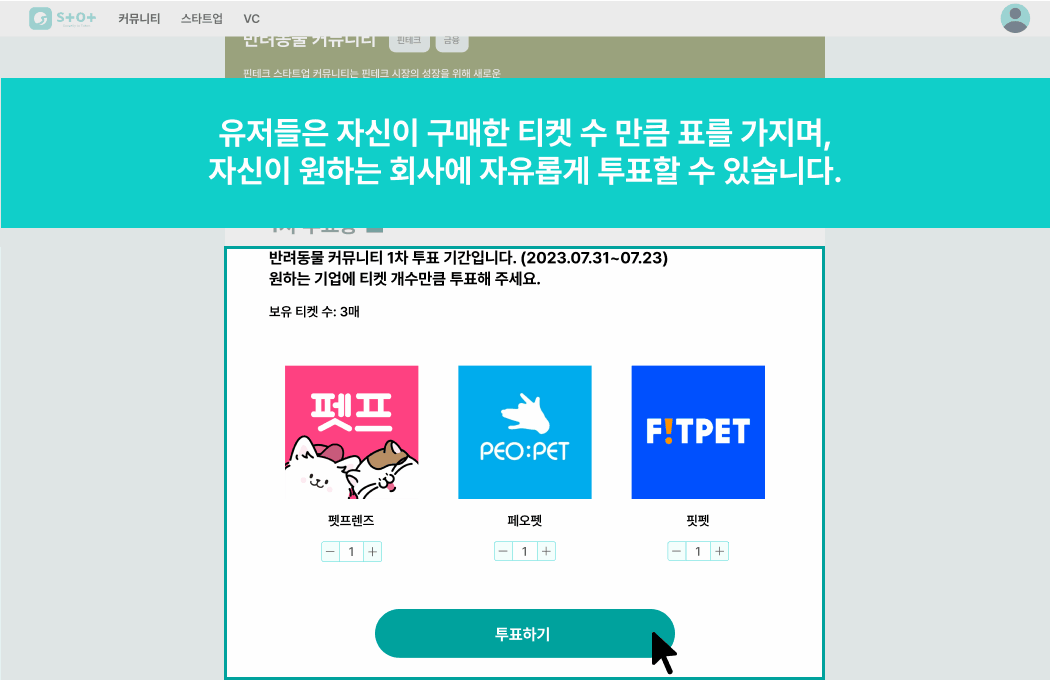 S+O+ 커뮤니티 스타트업 VC
반려동물 커뮤니티 핀테크 금융
핀테크 스타트업 커뮤니티는 핀테크 시장의 성장을 위해 새로운
유저들은 자신이 구매한 티켓 수 만큼 표를 가지며,
자신이 원하는 회사에 자유롭게 투표할 수 있습니다.
1차 투표중
반려동물 커뮤니티 1차 투표 기간입니다. (2023.07.31~07.23)
원하는 기업에 티켓 개수만큼 투표해 주세요.
보유 티켓 수: 3매
펫프 PEO:PET F!TPET
펫프렌즈 페오펫 핏펫
− 1 + − 1 + − 1 +
투표하기